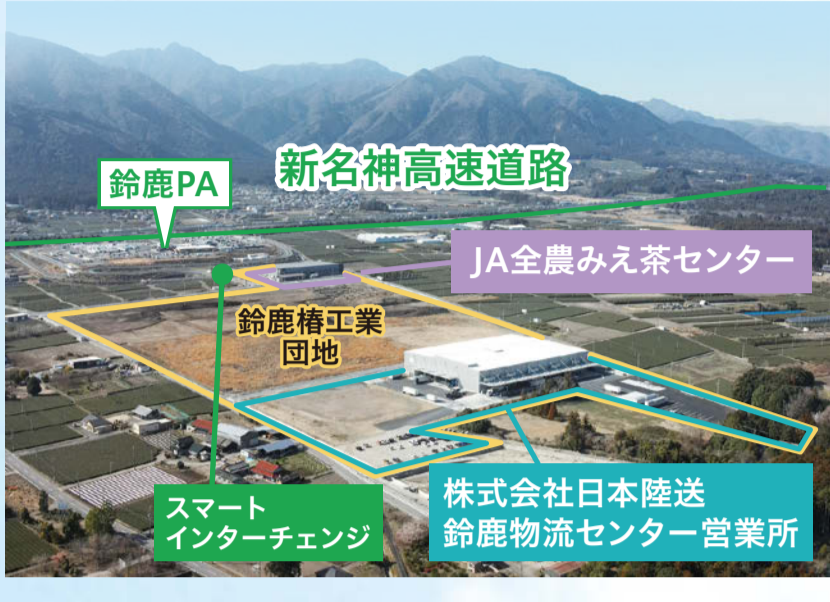 新名神高速道路
鈴鹿PA
JA全農みえ茶センター
鈴鹿椿工業
団地
株式会社日本陸送
鈴鹿物流センター営業所
スマート
インターチェンジ